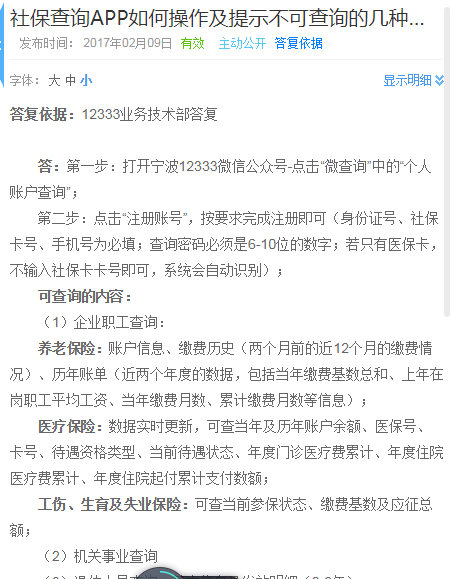 社保查询APP如何操作及提示不可查询的几种...
发布时间： 2017年02月09日 有效 主动公开 答复依据
字体： 大 中 小 显示明细
答复依据：12333业务技术部答复
答：第一步：打开宁波12333微信公众号-点击“微查询”中的“个人
账户查询”；
第二步：点击“注册账号”，按要求完成注册即可（身份证号、社保
卡号、手机号为必填；查询密码必须是6-10位的数字；若只有医保卡，
不输入社保卡卡号即可，系统会自动识别）；
可查询的内容：
（1）企业职工查询：
养老保险：账户信息、缴费历史（两个月前的近12个月的缴费情
况）、历年账单（近两个年度的数据，包括当年缴费基数总和、上年在
岗职工平均工资、当年缴费月数、累计缴费月数等信息）；
医疗保险：数据实时更新，可查当年及历年账户余额、医保号、
卡号、待遇资格类型、当前待遇状态、年度门诊医疗费累计、年度住院
医疗费累计、年度住院起付累计支付数额；
工伤、生育及失业保险：可查当前参保状态、缴费基数及应征总
额；
（2）机关事业查询